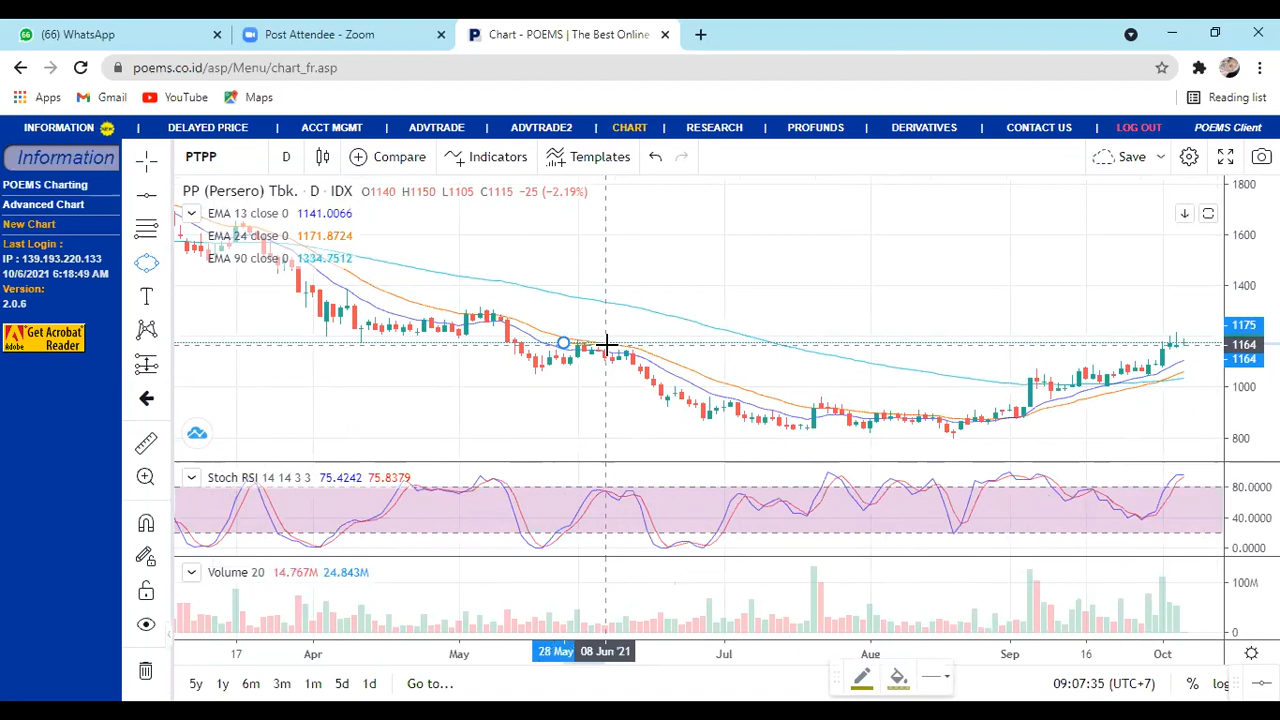 (66) WhatsApp
Post Attendee - Zoom
Chart - POEMS | The Best Online
poems.co.id/asp/Menu/chart_fr.asp
Apps
Gmail
YouTube
Maps
Reading list
INFORMATION NEW | DELAYED PRICE | ACCT MGMT | ADVTRADE | ADVTRADE2 | CHART | RESEARCH | PROFUNDS | DERIVATIVES | CONTACT US | LOG OUT POEMS Client
Information
POEMS Charting
Advanced Chart
New Chart
Last Login :
IP : 139.193.220.133
10/6/2021 6:18:49 AM
Version:
2.0.6
Get Acrobat
Reader
Adobe
PTPP D Compare Indicators Templates Save
PP (Persero) Tbk. · D · IDX O1140 H1150 L1105 C1115 -25 (-2.19%)
EMA 13 close 0 1141.0066
EMA 24 close 0 1171.8724
EMA 90 close 0 1334.7512
1800
1600
1400
1175
1164
1164
1000
800
Stoch RSI 14 14 3 3 75.4242 75.8379
80.0000
40.0000
0.0000
Volume 20 14.767M 24.843M
100M
0
17 Apr May 28 May 08 Jun '21 Jul Aug Sep 16 Oct
5y 1y 6m 3m 1m 5d 1d Go to... 09:07:35 (UTC+7) % log